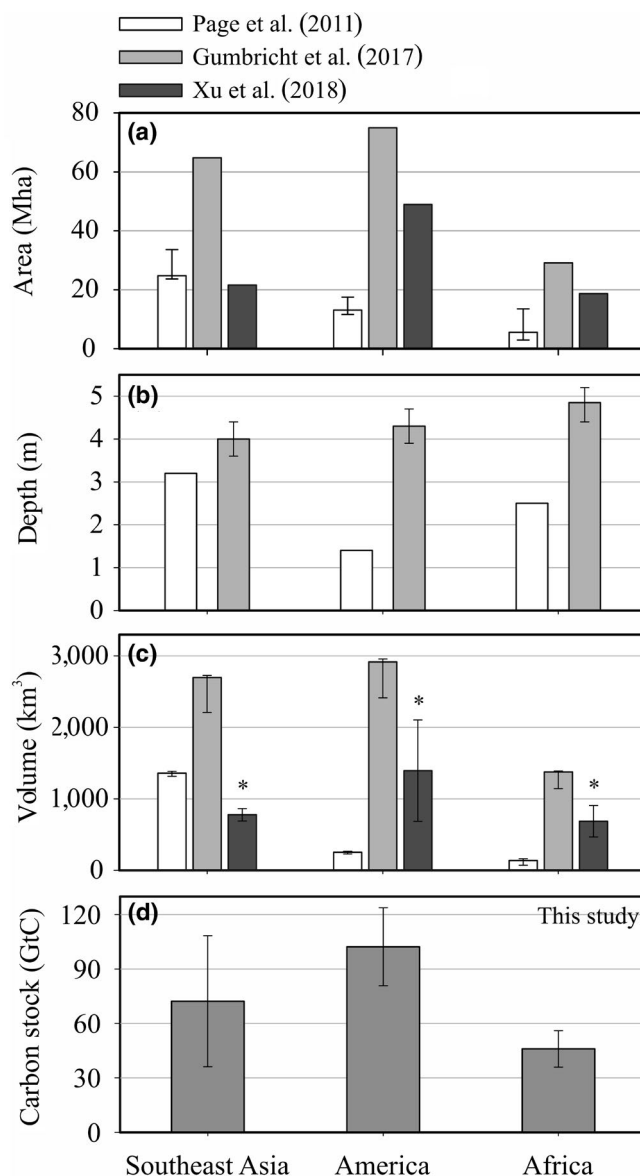 Page et al. (2011)
Gumbricht et al. (2017)
Xu et al. (2018)
(a)
Area (Mha)
80
60
40
20
0
(b)
Depth (m)
5
4
3
2
1
0
(c)
Volume (km³)
3,000
2,000
1,000
0
*
*
*
(d)
This study
Carbon stock (GtC)
120
90
60
30
0
Southeast Asia America Africa